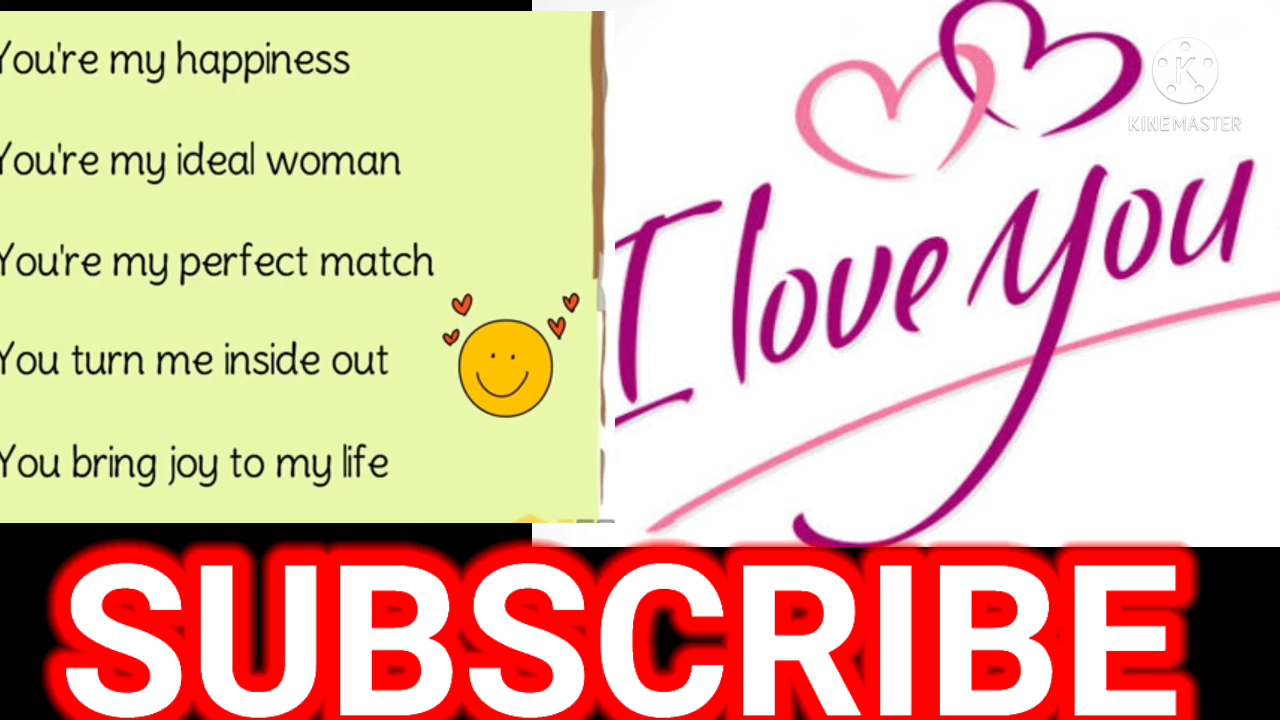 You're my happiness
You're my ideal woman
You're my perfect match
You turn me inside out
You bring joy to my life
I love you
K
KINEMASTER
SUBSCRIBE